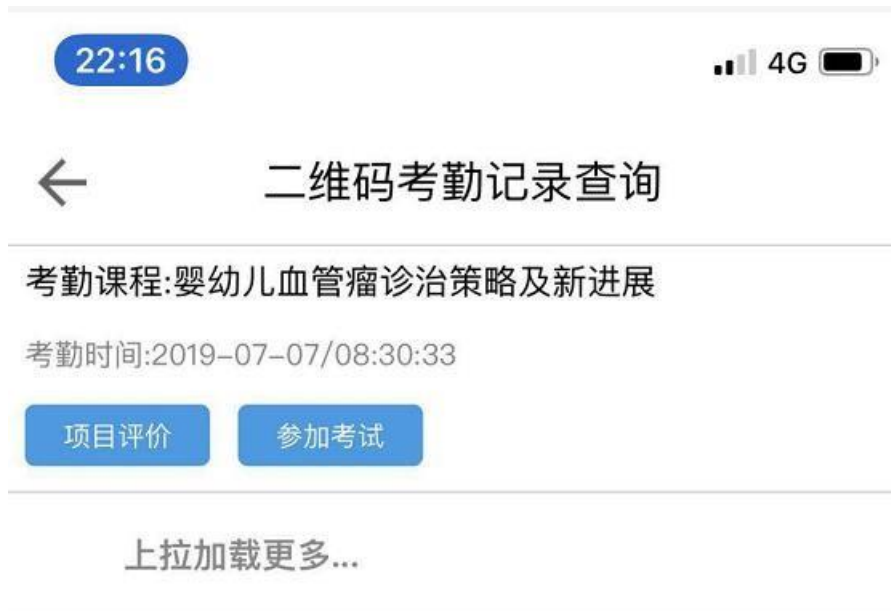 22:16 4G
二维码考勤记录查询
考勤课程:婴幼儿血管瘤诊治策略及新进展
考勤时间:2019-07-07/08:30:33
项目评价 参加考试
上拉加载更多...